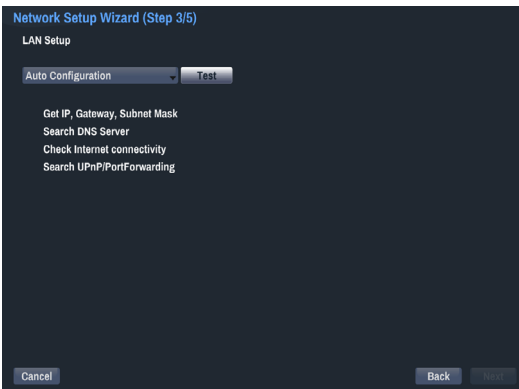 Network Setup Wizard (Step 3/5)
LAN Setup
Auto Configuration Test
Get IP, Gateway, Subnet Mask
Search DNS Server
Check Internet connectivity
Search UPnP/PortForwarding
Cancel Back Next